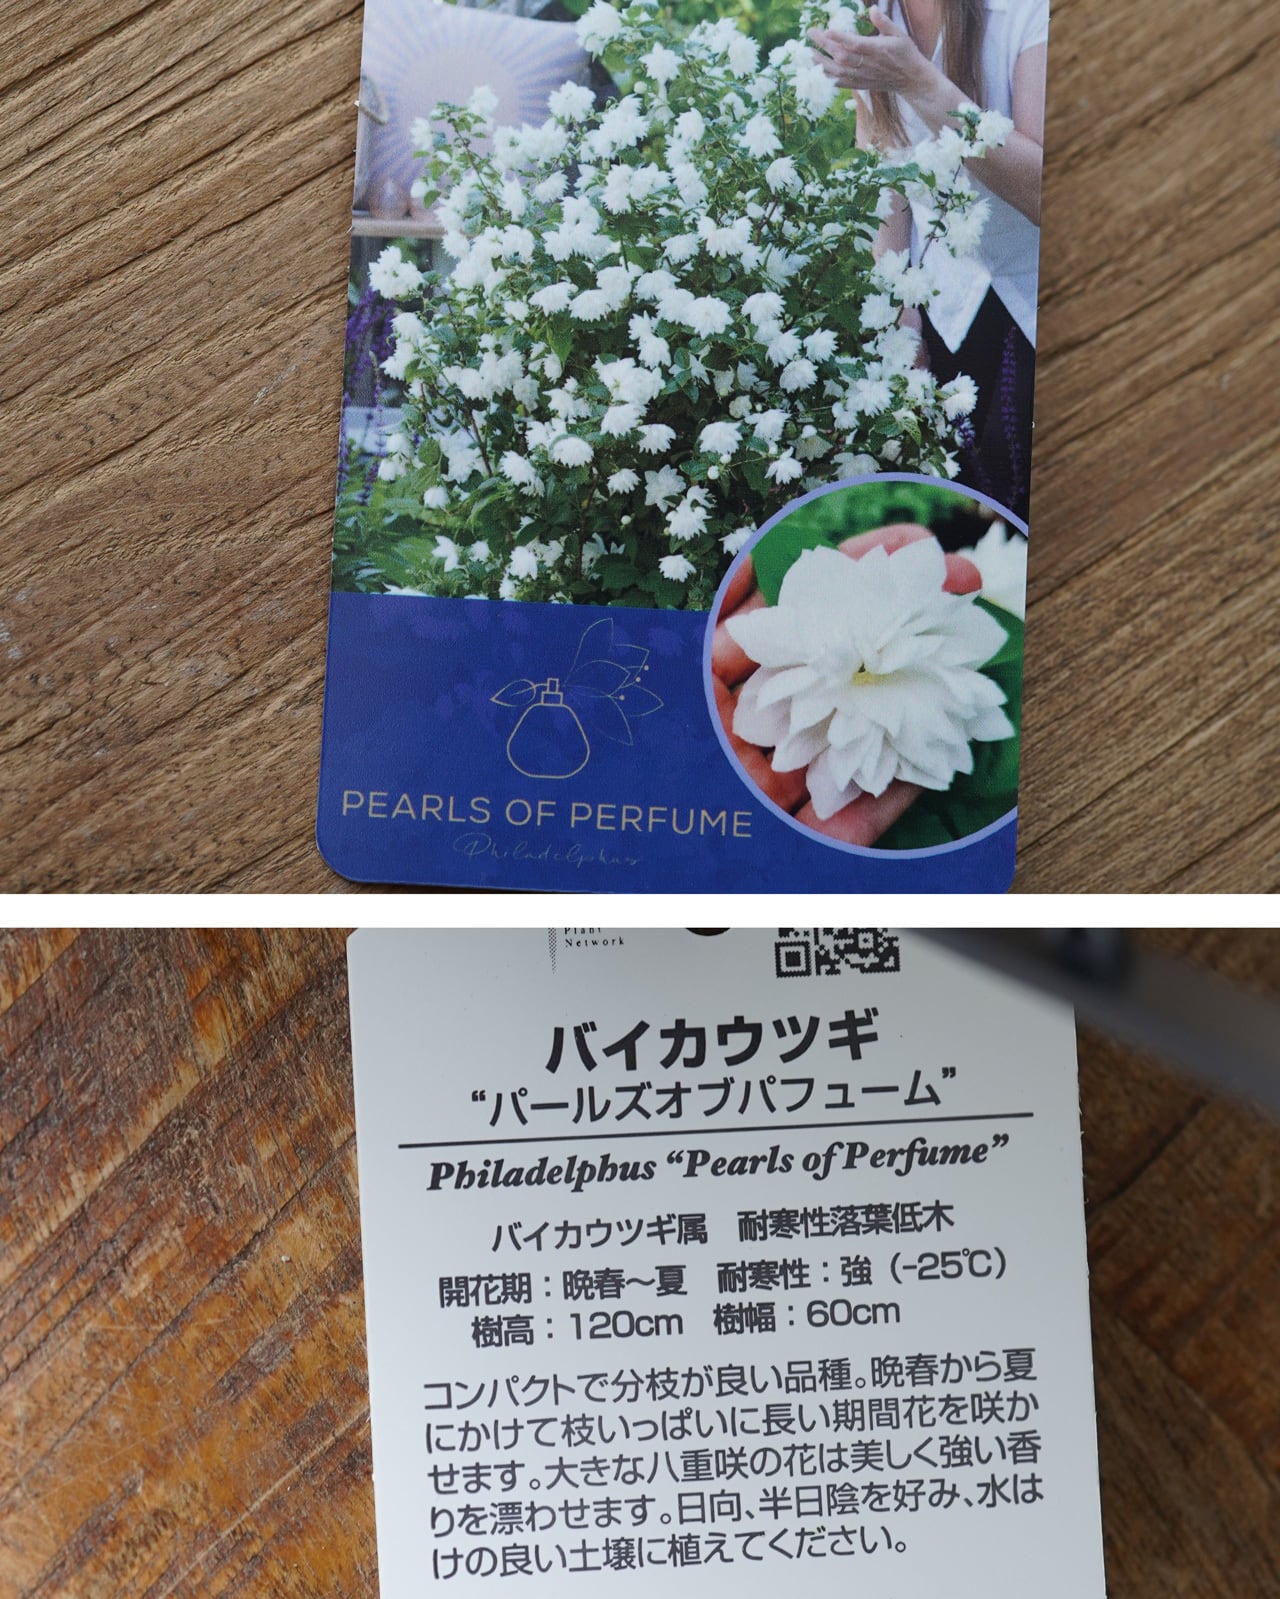 PEARLS OF PERFUME
Philadelphus
Plant
Network
バイカウツギ
“パールズオブパフューム”
Philadelphus “Pearls of Perfume”
バイカウツギ属　耐寒性落葉低木
開花期：晩春～夏　耐寒性：強（-25℃）
樹高：120cm　樹幅：60cm
コンパクトで分枝が良い品種。晩春から夏
にかけて枝いっぱいに長い期間花を咲か
せます。大きな八重咲の花は美しく強い香
りを漂わせます。日向、半日陰を好み、水は
けの良い土壌に植えてください。